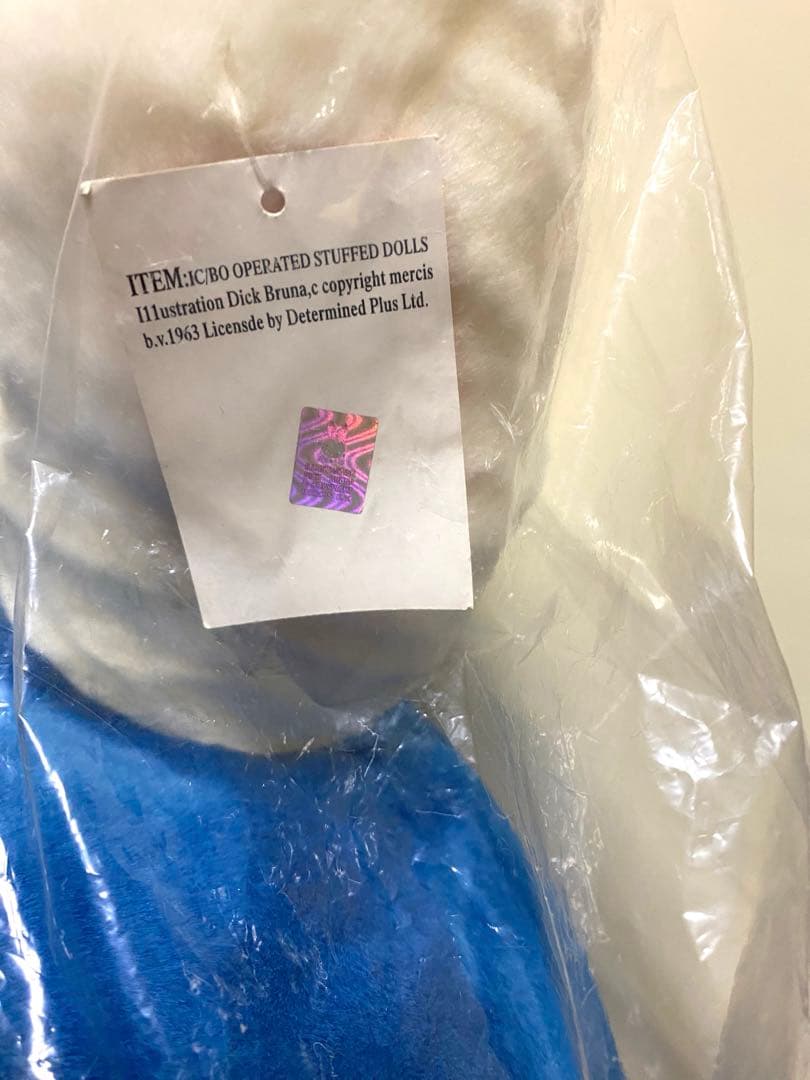 ITEM:IC/BO OPERATED STUFFED DOLLS
I11ustration Dick Bruna,c copyright mercis
b.v.1963 Licensde by Determined Plus Ltd.